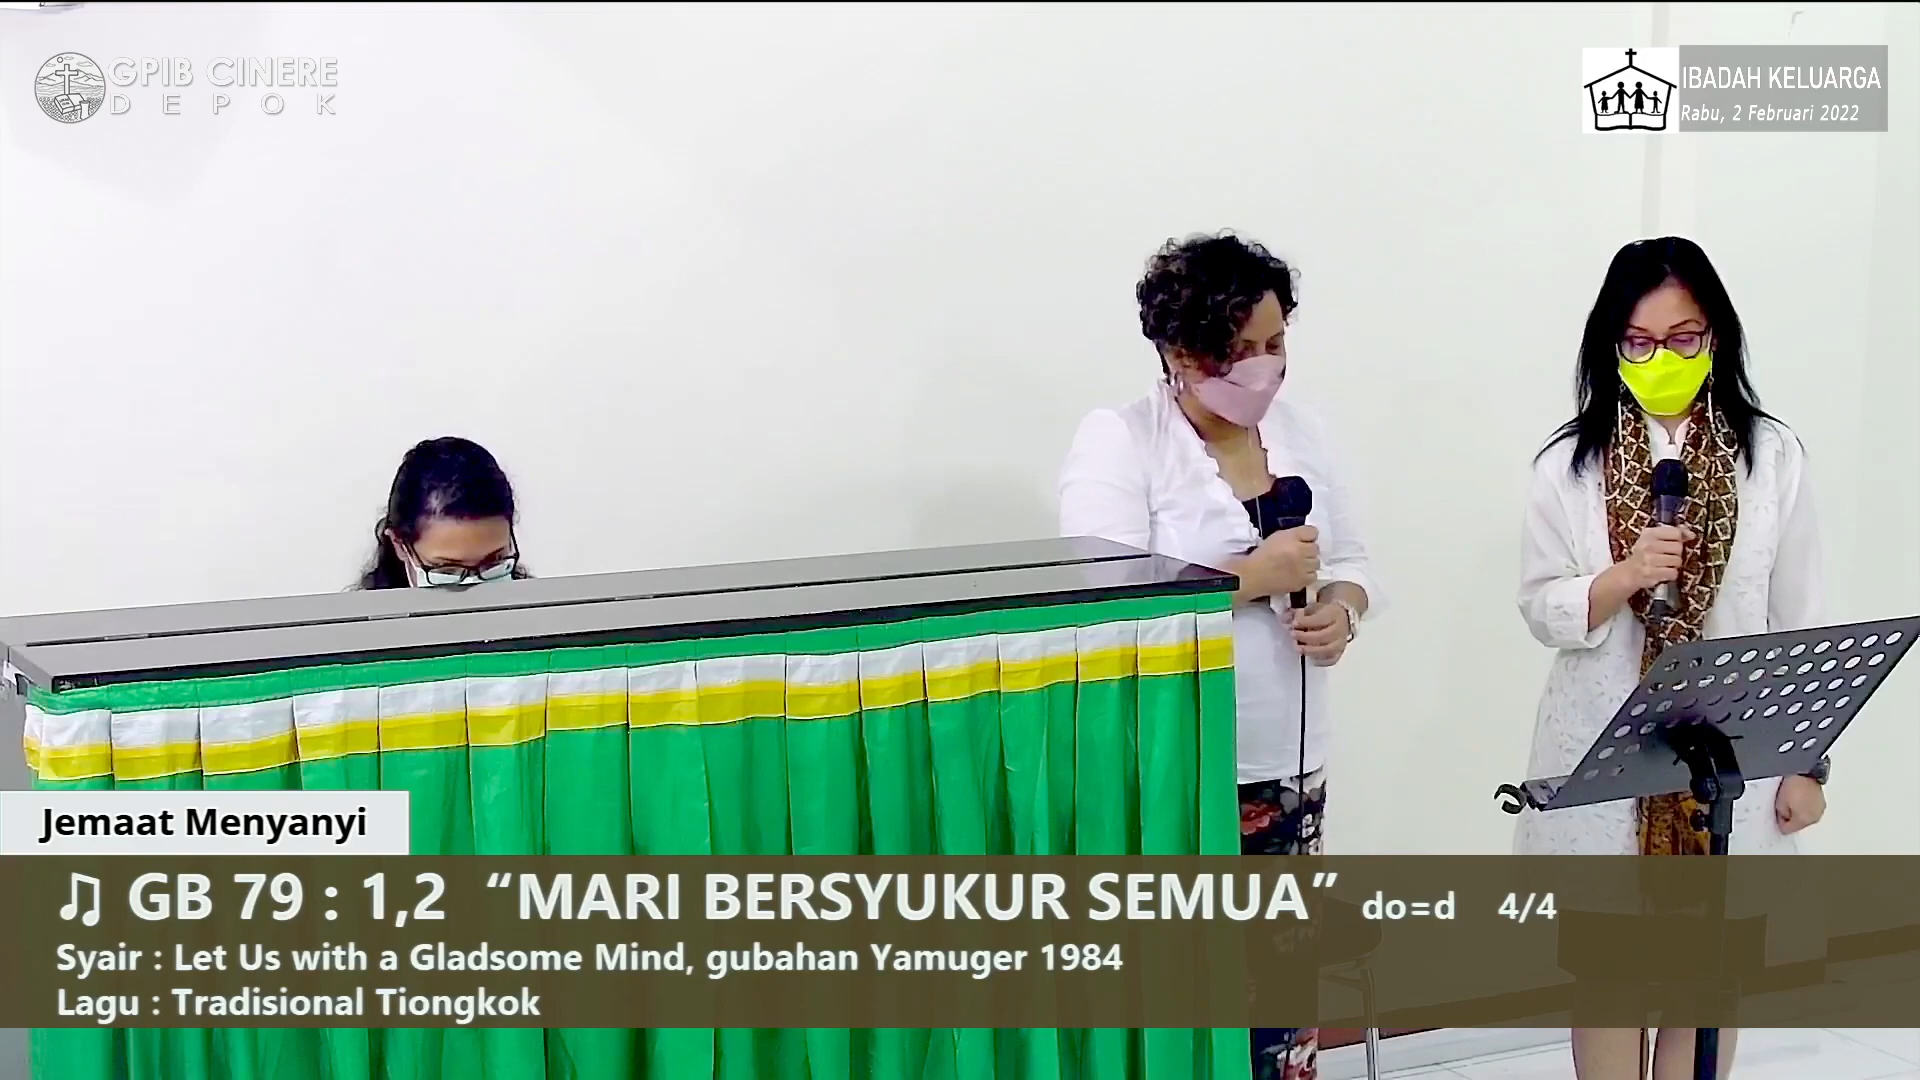 GPIB CINERE
DEPOK
IBADAH KELUARGA
Rabu, 2 Februari 2022
Jemaat Menyanyi
♫ GB 79 : 1,2 “MARI BERSYUKUR SEMUA” do=d 4/4
Syair : Let Us with a Gladsome Mind, gubahan Yamuger 1984
Lagu : Tradisional Tiongkok